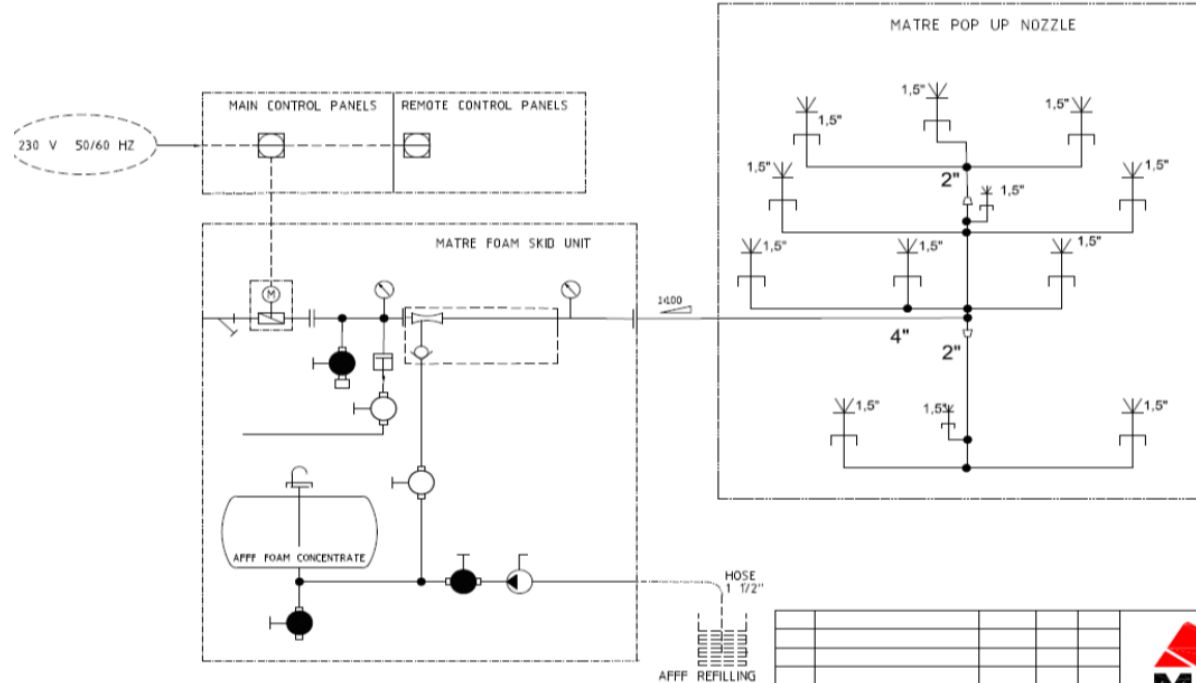 MATRE POP UP NOZZLE
1,5"
1,5"
1,5"
MAIN CONTROL PANELS
REMOTE CONTROL PANELS
230 V 50/60 HZ
1,5"
1,5"
2"
1,5"
MATRE FOAM SKID UNIT
1,5"
1,5"
1,5"
M
1:100
4"
2"
1,5"
1,5"
1,5"
AFFF FOAM CONCENTRATE
HOSE
1 1/2"
AFFF REFILLING